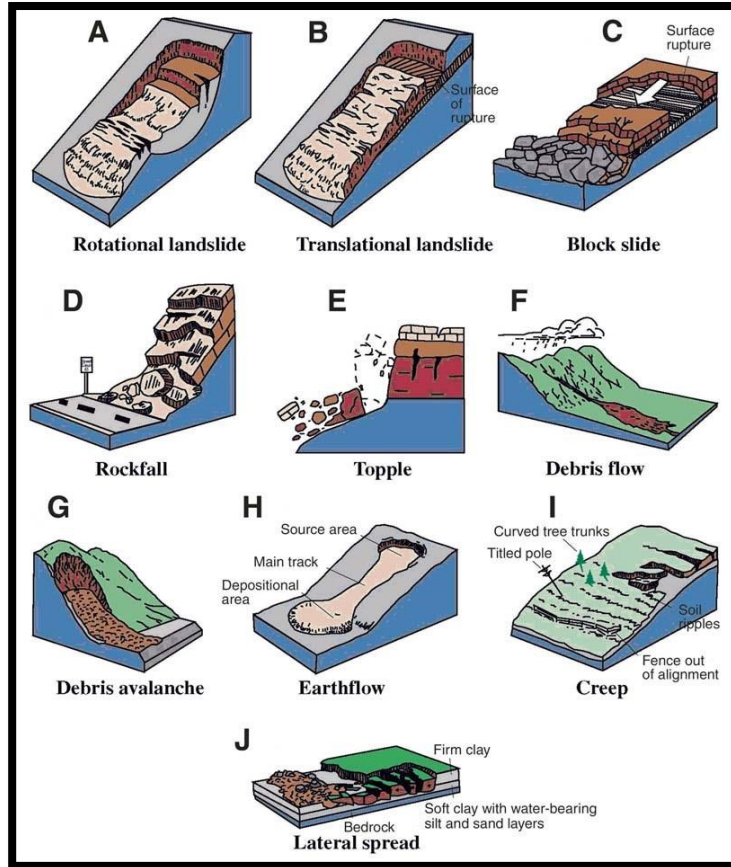 A
B
C
Surface
rupture
Surface
of
rupture
Toe
Rotational landslide
Translational landslide
Block slide
D
E
F
Rockfall
Topple
Debris flow
G
H
I
Source area
Main track
Depositional
area
Curved tree trunks
Titled pole
Soil
ripples
Fence out
of alignment
Debris avalanche
Earthflow
Creep
J
Firm clay
Soft clay with water-bearing
silt and sand layers
Bedrock
Lateral spread